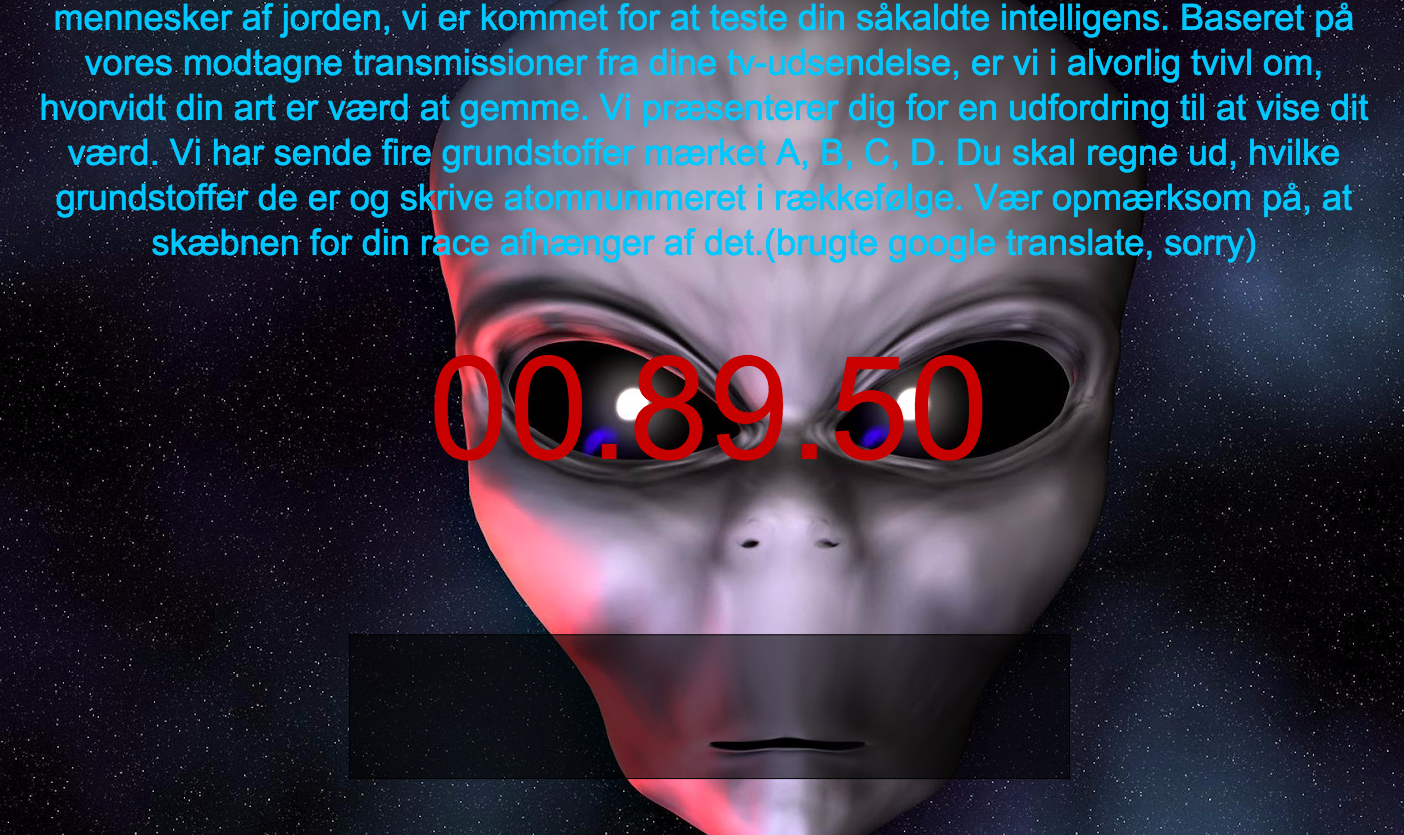 mennesker af jorden, vi er kommet for at teste din såkaldte intelligens. Baseret på
vores modtagne transmissioner fra dine tv-udsendelse, er vi i alvorlig tvivl om,
hvorvidt din art er værd at gemme. Vi præsenterer dig for en udfordring til at vise dit
værd. Vi har sende fire grundstoffer mærket A, B, C, D. Du skal regne ud, hvilke
grundstoffer de er og skrive atomnummeret i rækkefølge. Vær opmærksom på, at
skæbnen for din race afhænger af det.(brugte google translate, sorry)
00.89.50